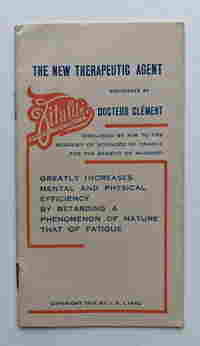 THE NEW THERAPEUTIC AGENT
DISCOVERED BY
DOCTEUR CLÉMENT
DISCLOSED BY HIM TO THE
ACADEMY OF SCIENCES OF FRANCE
FOR THE BENEFIT OF MANKIND
GREATLY INCREASES
MENTAL AND PHYSICAL
EFFICIENCY
BY RETARDING A
PHENOMENON OF NATURE
THAT OF FATIGUE
COPYRIGHT